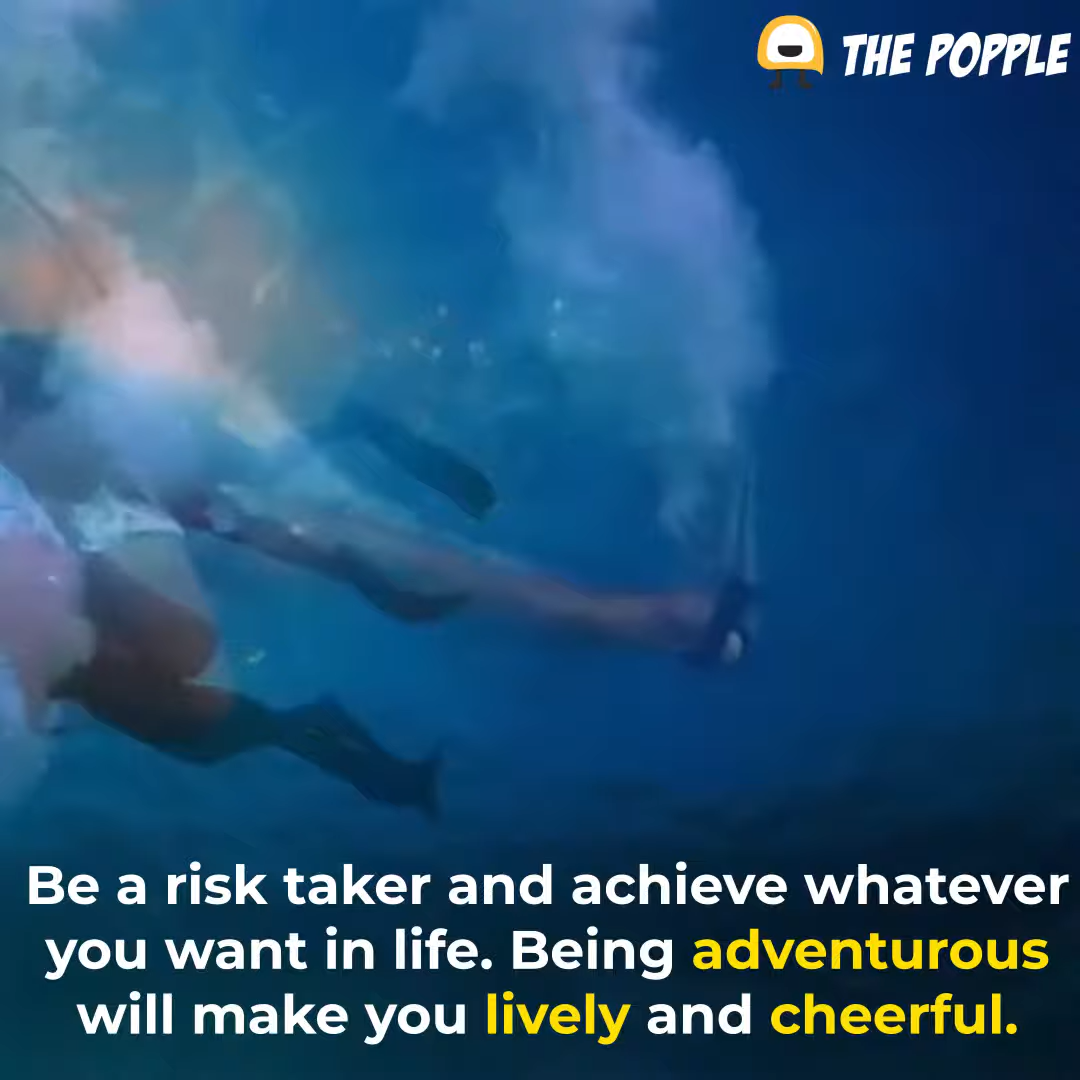 THE POPPLE
Be a risk taker and achieve whatever
you want in life. Being adventurous
will make you lively and cheerful.